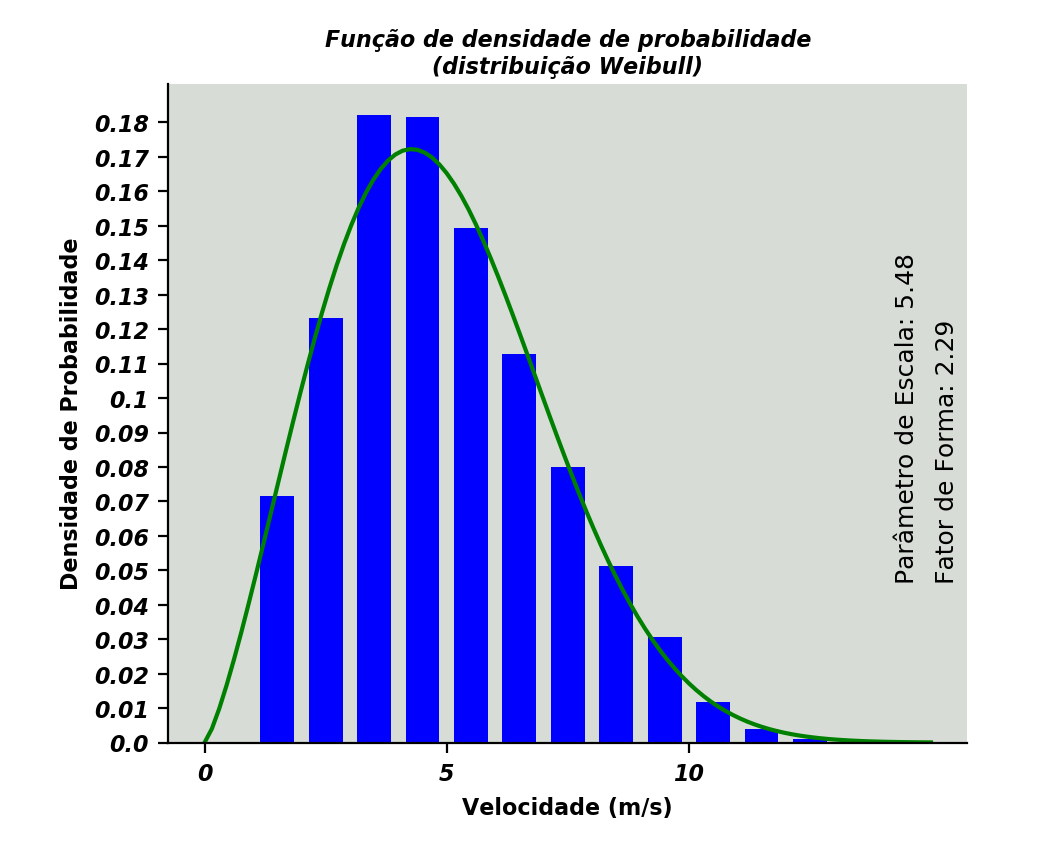 Função de densidade de probabilidade
(distribuição Weibull)
Densidade de Probabilidade
0.18
0.17
0.16
0.15
0.14
0.13
0.12
0.11
0.1
0.09
0.08
0.07
0.06
0.05
0.04
0.03
0.02
0.01
0.0
0 5 10
Velocidade (m/s)
Parâmetro de Escala: 5.48
Fator de Forma: 2.29